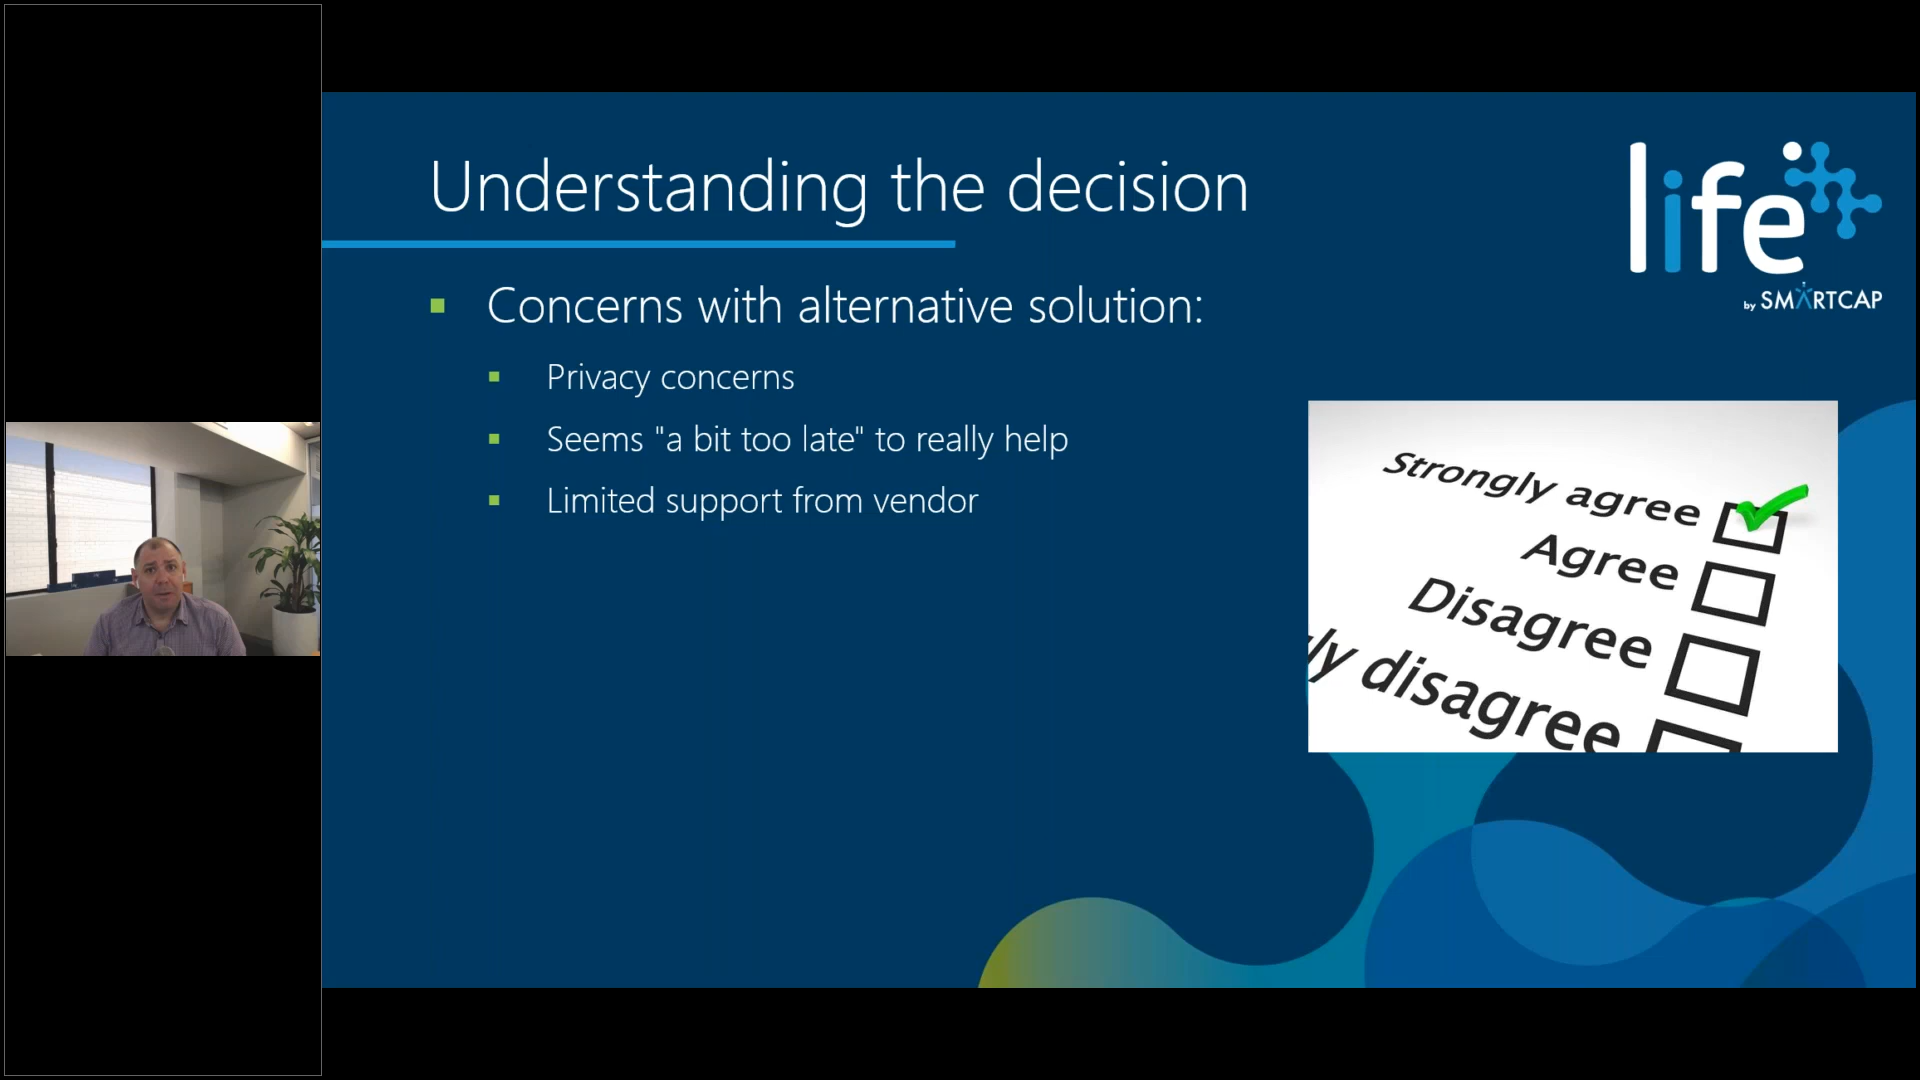 Understanding the decision
life
by SMARTCAP
Concerns with alternative solution:
Privacy concerns
Seems "a bit too late" to really help
Limited support from vendor
Strongly agree
Agree
Disagree
ly disagree